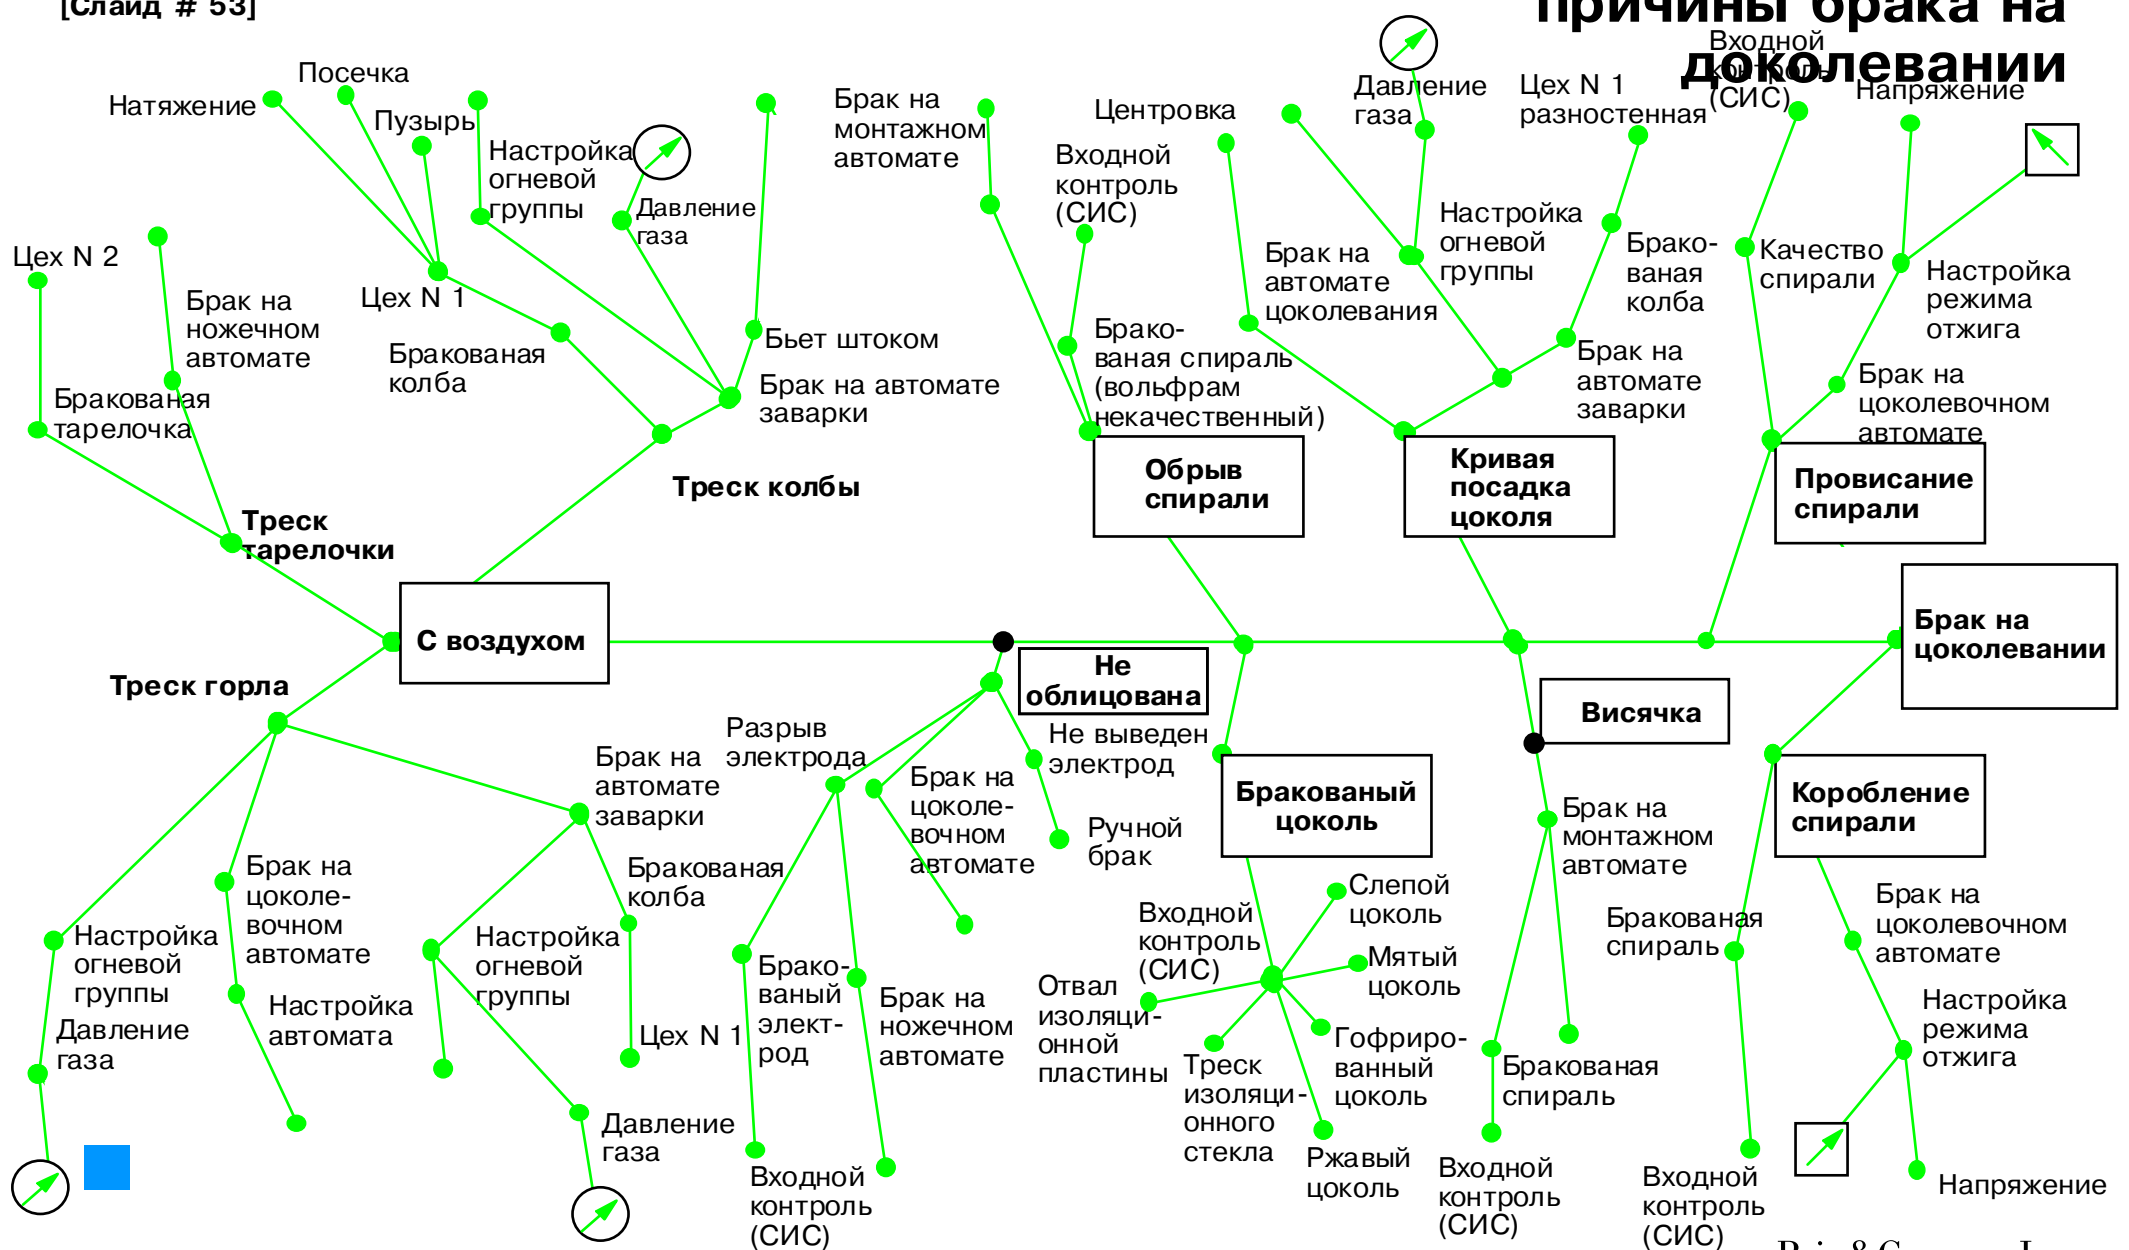 [Слайд # 53]
причины брака на
доколевании
Посечка
Натяжение
Пузырь
Настройка
огневой
группы
Давление
газа
Цех N 2
Брак на
ножечном
автомате
Цех N 1
Бракованая
колба
Бракованая
тарелочка
Бьет штоком
Брак на автомате
заварки
Треск колбы
Треск
тарелочки
Брак на
монтажном
автомате
Входной
контроль
(СИС)
Брако-
ваная спираль
(вольфрам
некачественный)
Центровка
Брак на
автомате
цоколевания
Давление
газа
Настройка
огневой
группы
Цех N 1
разностенная
Брако-
ваная
колба
Брак на
автомате
заварки
Входной
контроль
(СИС)
Напряжение
Качество
спирали
Настройка
режима
отжига
Брак на
цоколевочном
автомате
Обрыв
спирали
Кривая
посадка
цоколя
Провисание
спирали
С воздухом
Брак на
цоколевании
Треск горла
Не
облицована
Висячка
Разрыв
электрода
Не выведен
электрод
Брак на
цоколе-
вочном
автомате
Ручной
брак
Бракованый
цоколь
Коробление
спирали
Брак на
автомате
заварки
Бракованая
колба
Брак на
цоколе-
вочном
автомате
Настройка
огневой
группы
Давление
газа
Настройка
автомата
Настройка
огневой
группы
Цех N 1
Давление
газа
Брако-
ваный
элект-
род
Брак на
ножечном
автомате
Входной
контроль
(СИС)
Входной
контроль
(СИС)
Слепой
цоколь
Мятый
цоколь
Отвал
изоляци-
онной
пластины
Треск
изоляци-
онного
стекла
Гофриро-
ванный
цоколь
Ржавый
цоколь
Брак на
монтажном
автомате
Бракованая
спираль
Входной
контроль
(СИС)
Бракованая
спираль
Входной
контроль
(СИС)
Брак на
цоколевочном
автомате
Настройка
режима
отжига
Напряжение